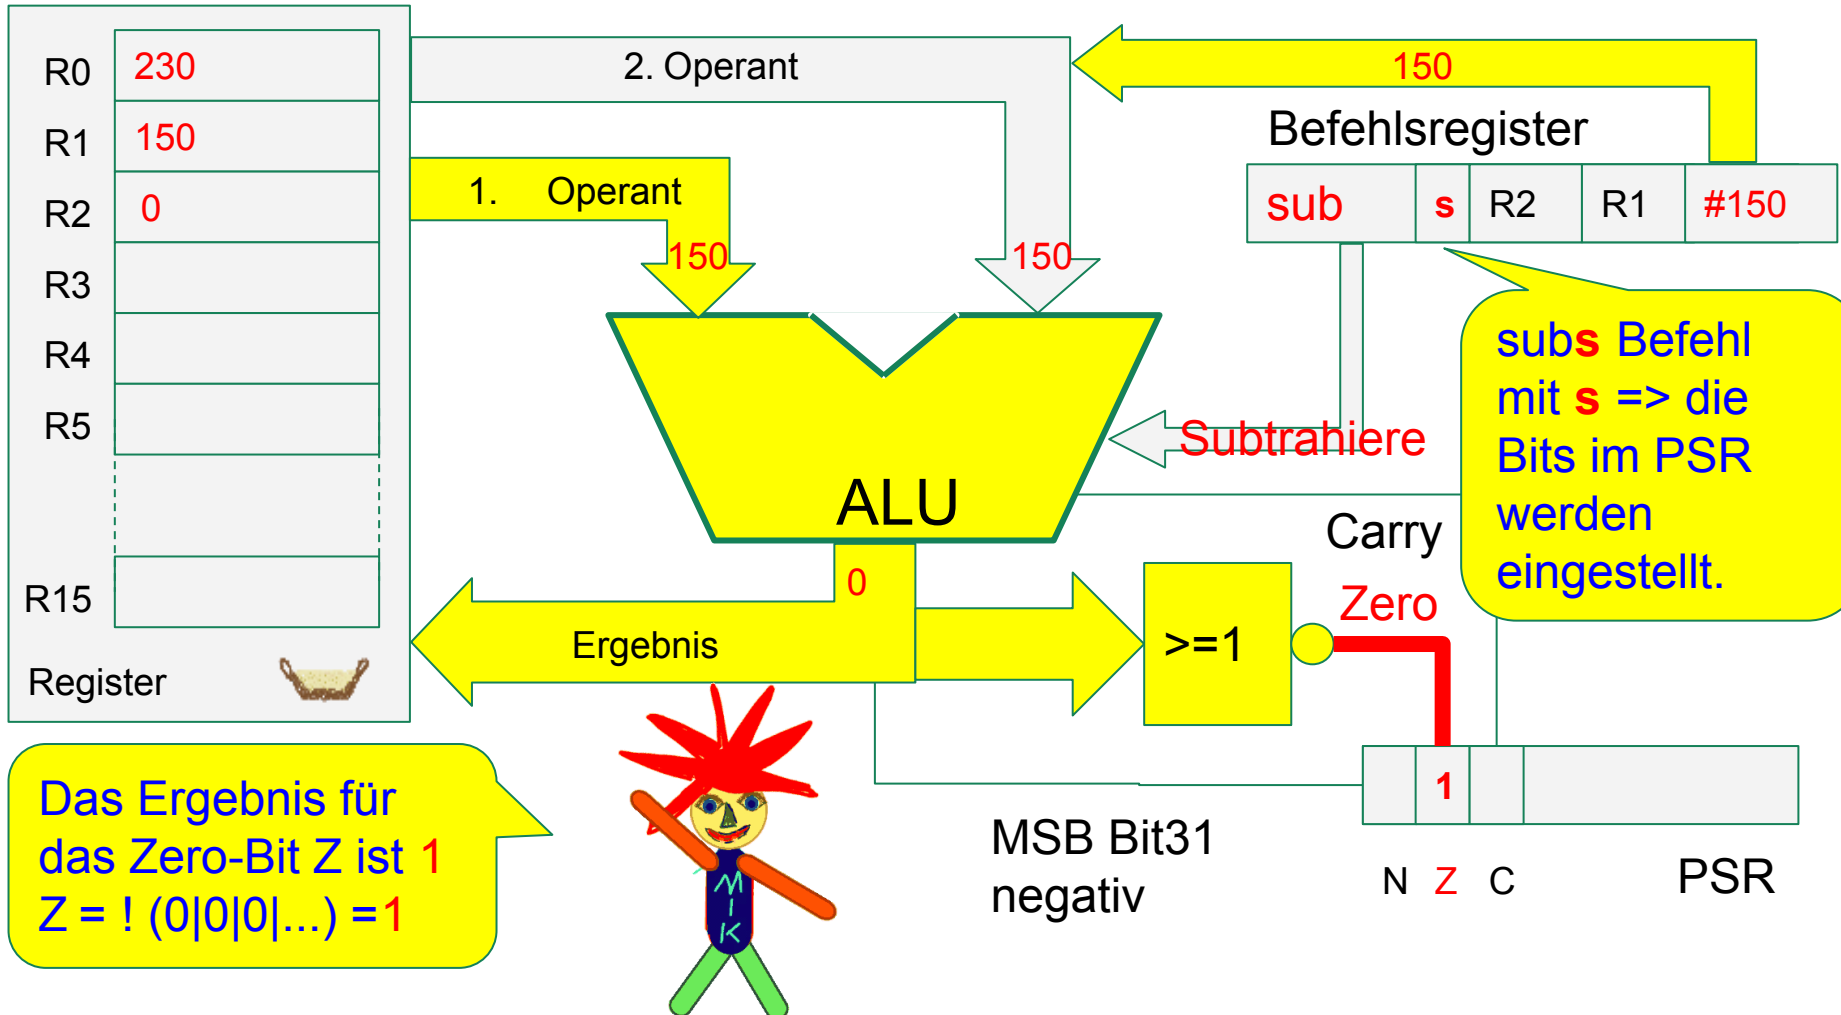 R0 230
R1 150
R2 0
R3
R4
R5
R15
Register
2. Operant
1. Operant
150
150
150
Befehlsregister
sub s R2 R1 #150
Subtrahiere
ALU
0
Ergebnis
>=1
Carry
Zero
subs Befehl
mit s => die
Bits im PSR
werden
eingestellt.
Das Ergebnis für
das Zero-Bit Z ist 1
Z = ! (0|0|0|...) =1
MIK
MSB Bit31
negativ
1
N Z C
PSR